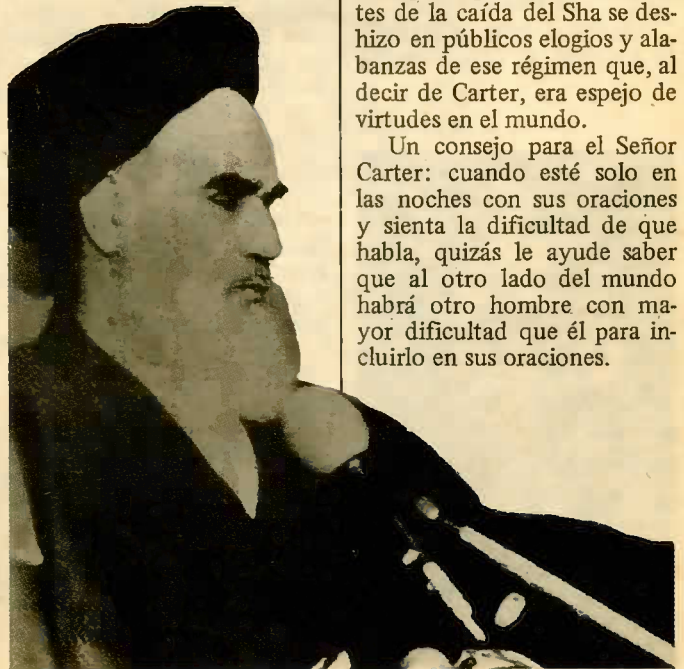 tes de la caída del Sha se des-
hizo en públicos elogios y ala-
banzas de ese régimen que, al
decir de Carter, era espejo de
virtudes en el mundo.
Un consejo para el Señor
Carter: cuando esté solo en
las noches con sus oraciones
y sienta la dificultad de que
habla, quizás le ayude saber
que al otro lado del mundo
habrá otro hombre con ma-
yor dificultad que él para in-
cluirlo en sus oraciones.